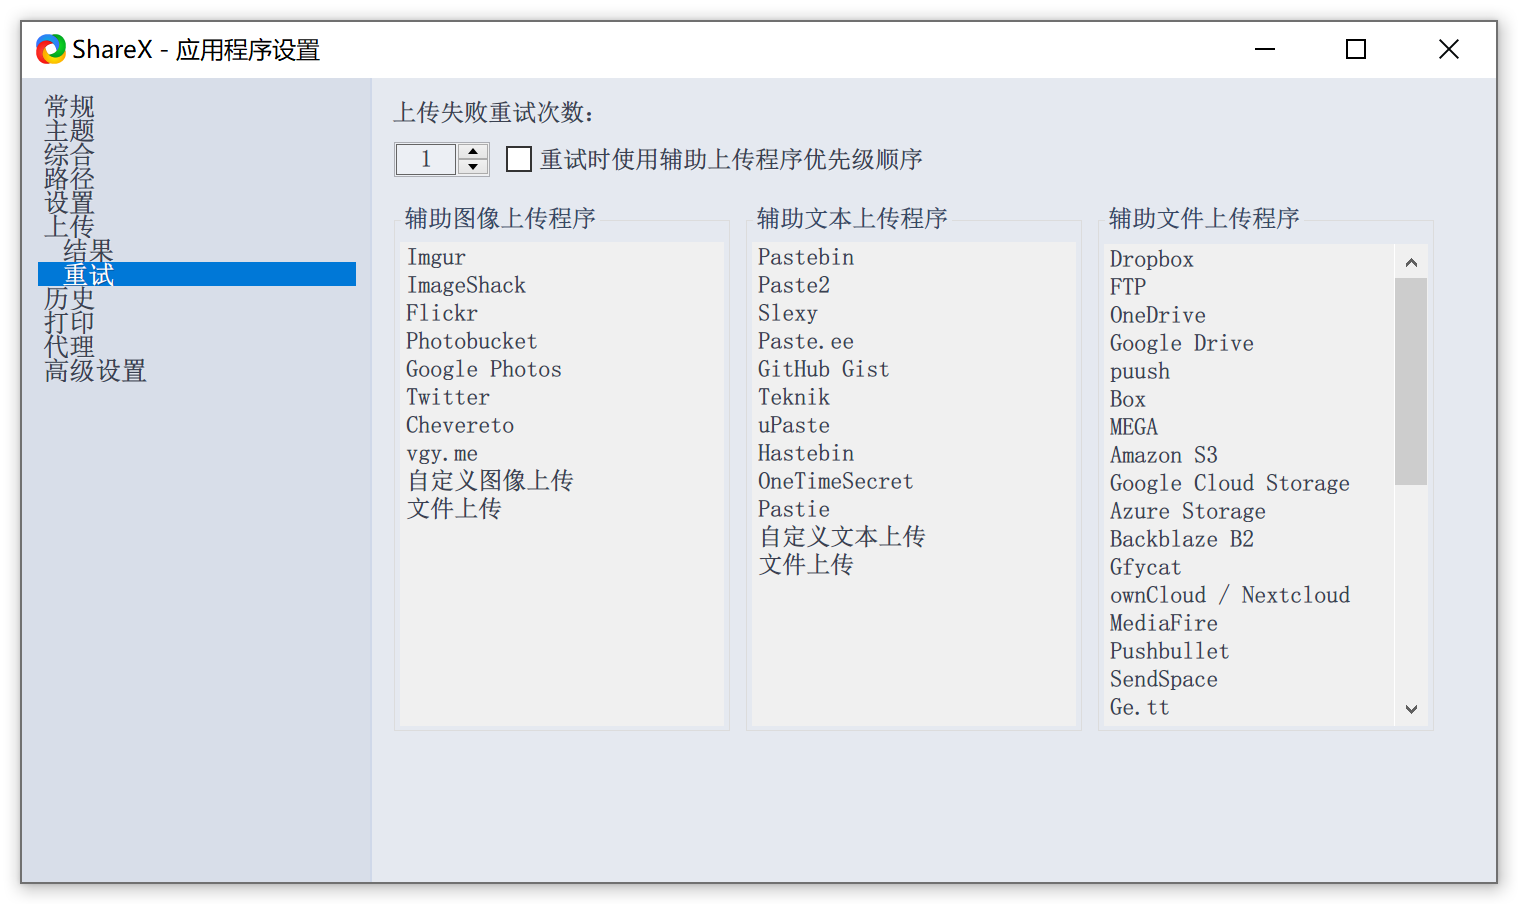 ShareX - 应用程序设置
常规
主题
综合
路径
设置
上传
结果
重试
历史
打印
代理
高级设置
上传失败重试次数：
1
重试时使用辅助上传程序优先级顺序
辅助图像上传程序
Imgur
ImageShack
Flickr
Photobucket
Google Photos
Twitter
Chevereto
vgy.me
自定义图像上传
文件上传
辅助文本上传程序
Pastebin
Paste2
Slexy
Paste.ee
GitHub Gist
Teknik
uPaste
Hastebin
OneTimeSecret
Pastie
自定义文本上传
文件上传
辅助文件上传程序
Dropbox
FTP
OneDrive
Google Drive
puush
Box
MEGA
Amazon S3
Google Cloud Storage
Azure Storage
Backblaze B2
Gfycat
ownCloud / Nextcloud
MediaFire
Pushbullet
SendSpace
Ge.tt